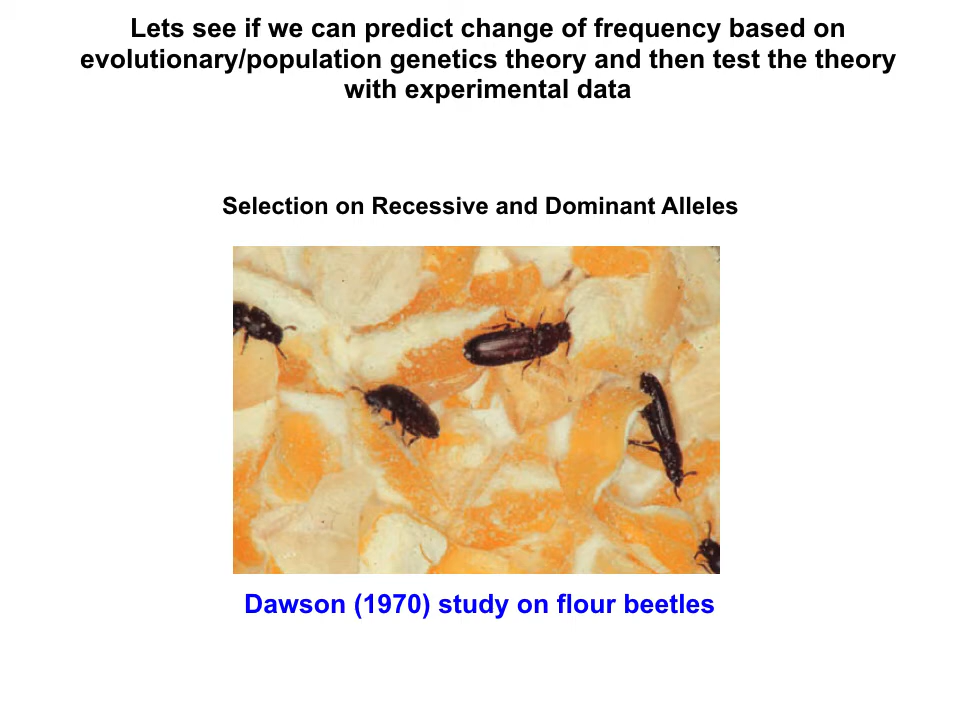 Lets see if we can predict change of frequency based on
evolutionary/population genetics theory and then test the theory
with experimental data
Selection on Recessive and Dominant Alleles
Dawson (1970) study on flour beetles